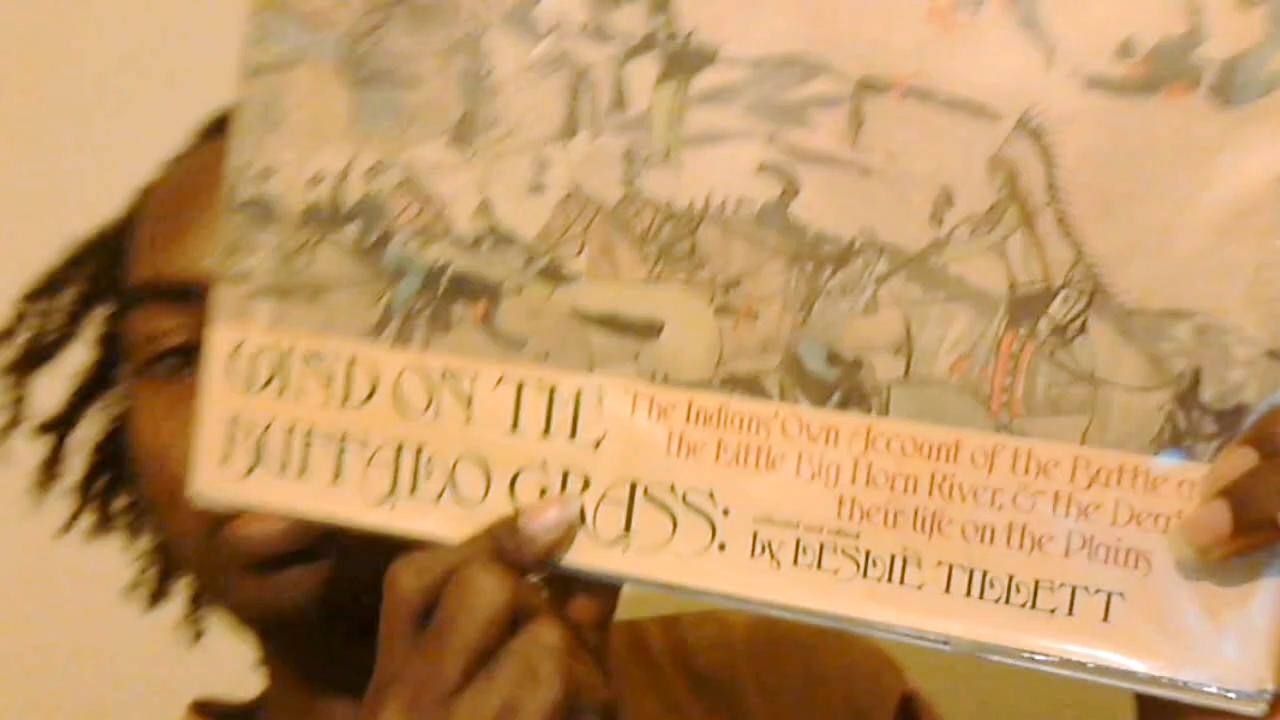 WIND ON THE
BUFFALO GRASS:
The Indians' Own Account of the Battle
the Little Big Horn River, & the
their life on the Plains
by LESLIE TILLETT